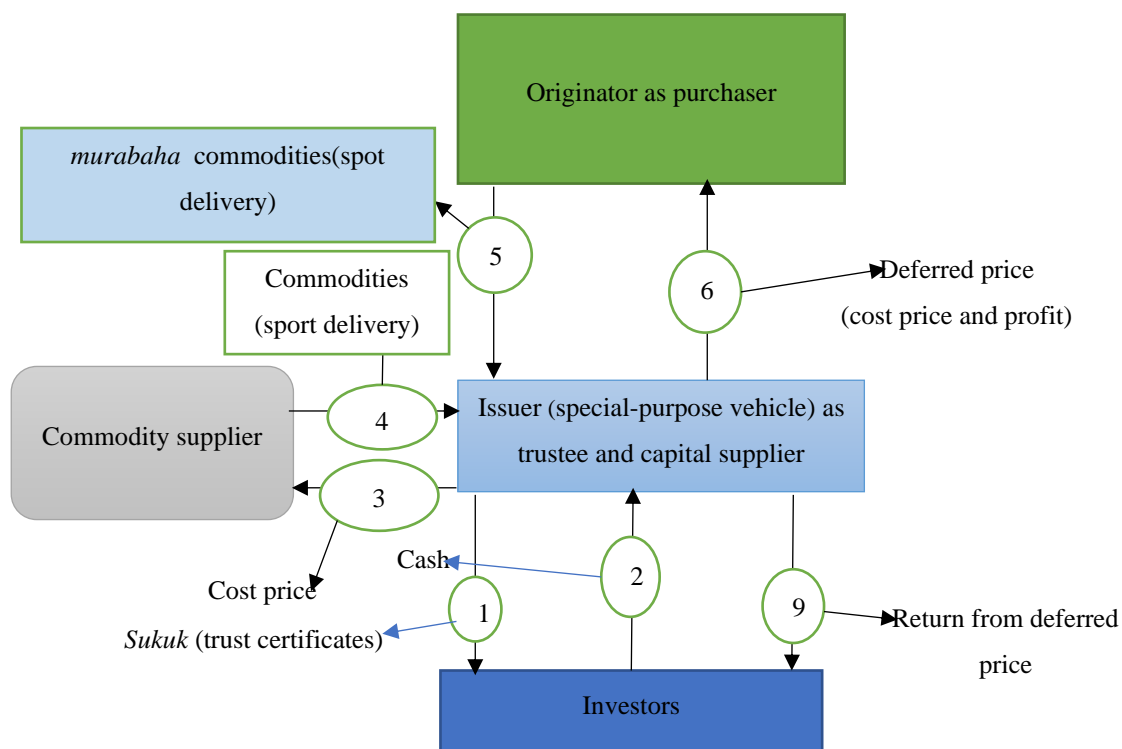 Originator as purchaser
murabaha commodities(spot
delivery)
5
Commodities
(sport delivery)
6
Deferred price
(cost price and profit)
Commodity supplier
4
Issuer (special-purpose vehicle) as
trustee and capital supplier
3
Cash
2
Cost price
1
9
Sukuk (trust certificates)
Return from deferred
price
Investors